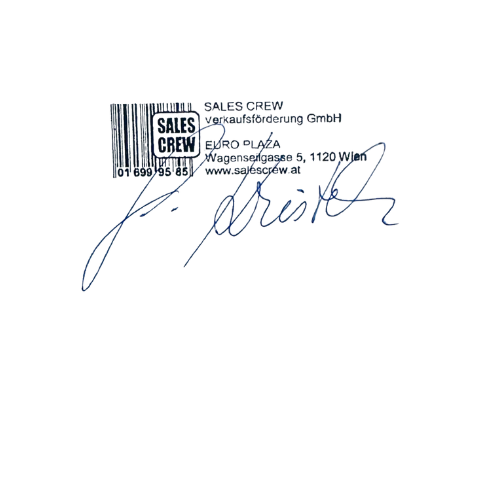 SALES
CREW
01 699 95 85
SALES CREW
Verkaufsförderung GmbH
EURO PLAZA
Wagenseilgasse 5, 1120 Wien
www.salescrew.at